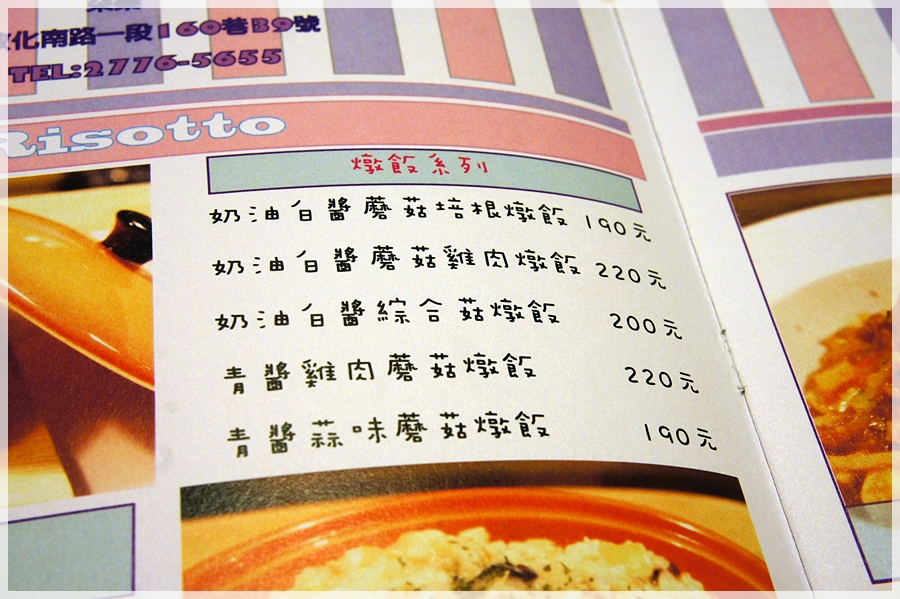 化南路一段160巷B9號
TEL:2776-5655
Risotto
燉飯系列
奶油白醬蘑菇培根燉飯 190元
奶油白醬蘑菇雞肉燉飯 220元
奶油白醬綜合菇燉飯 200元
青醬雞肉蘑菇燉飯 220元
青醬蒜味蘑菇燉飯 190元